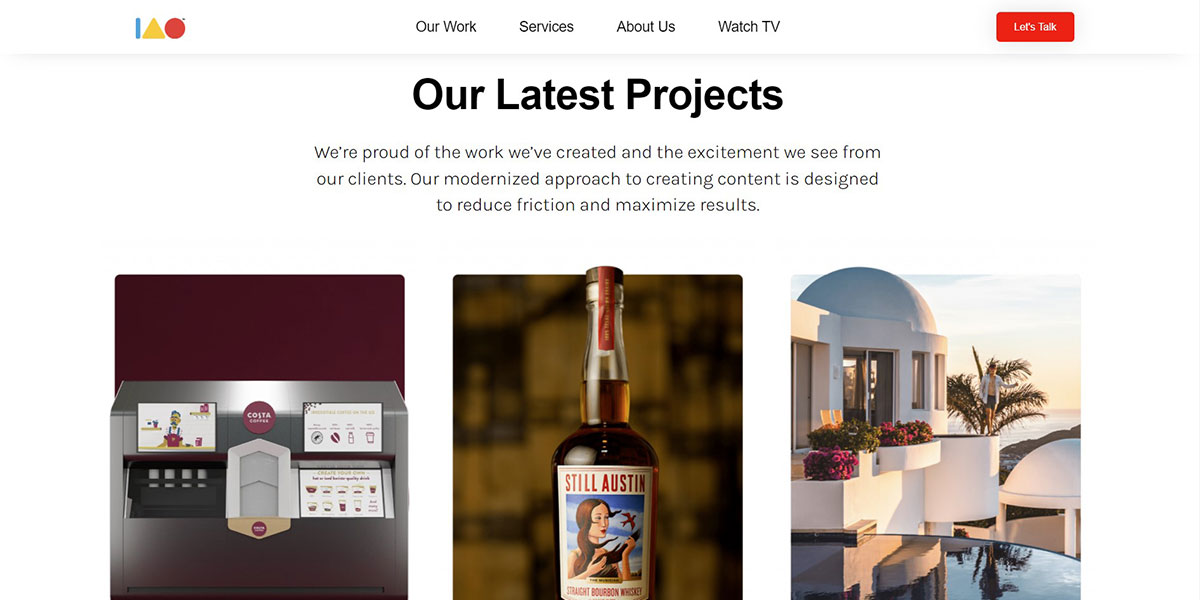 Our Work
Services
About Us
Watch TV
Let's Talk
Our Latest Projects
We’re proud of the work we’ve created and the excitement we see from
our clients. Our modernized approach to creating content is designed
to reduce friction and maximize results.
COSTA
COFFEE
CREATE YOUR OWN
STILL AUSTIN
STRAIGHT BOURBON WHISKEY